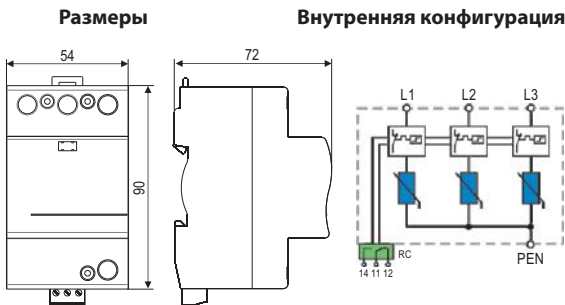 Размеры
Внутренняя конфигурация
54
72
90
L1 L2 L3
RC
14 11 12
PEN